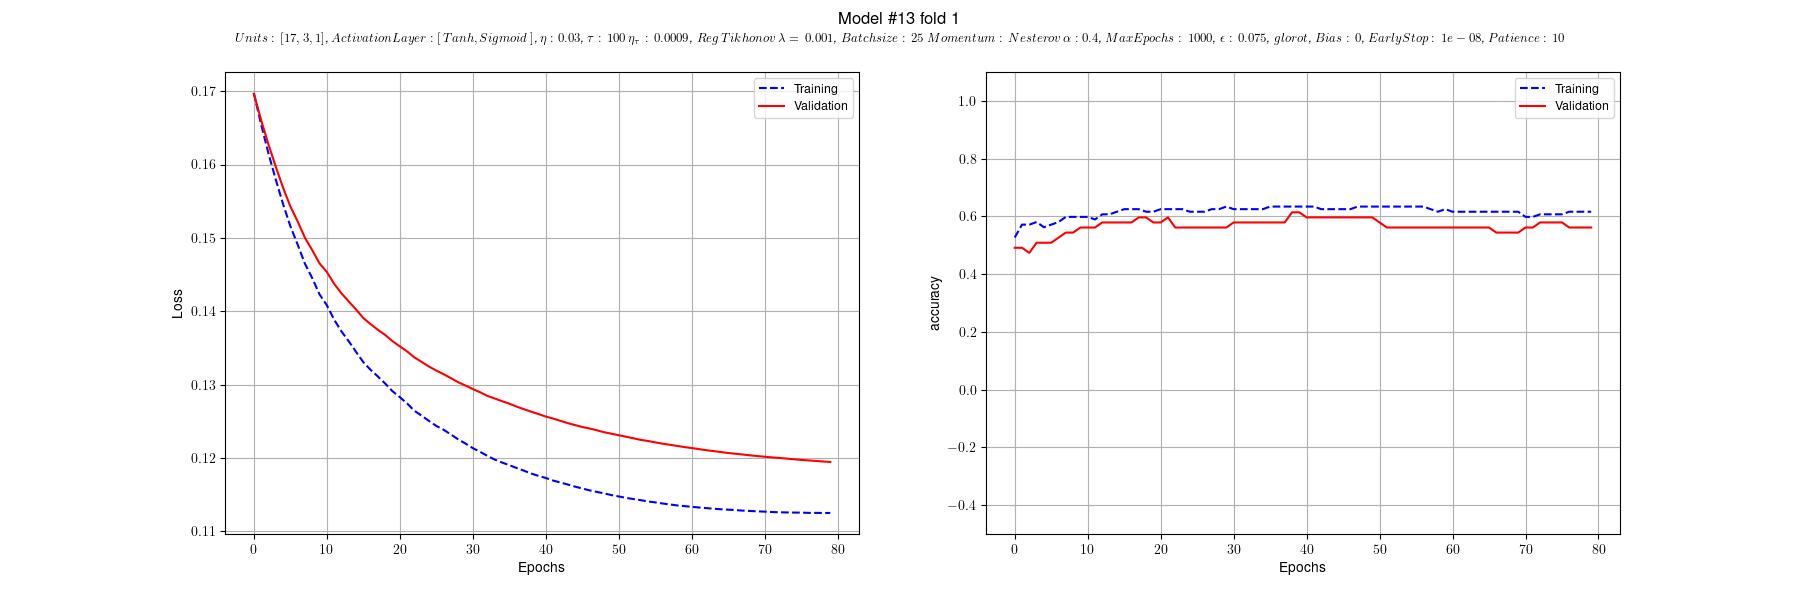 Model #13 fold 1
Units : [17, 3, 1], ActivationLayer : [ Tanh, Sigmoid ], η : 0.03, τ : 100 η_τ : 0.0009, Reg Tikhonov λ = 0.001, Batchsize : 25 Momentum : Nesterov α : 0.4, MaxEpochs : 1000, ϵ : 0.075, glorot, Bias : 0, EarlyStop : 1e − 08, Patience : 10
Training
Validation
0.17
0.16
0.15
0.14
0.13
0.12
0.11
Loss
0 10 20 30 40 50 60 70 80
Epochs
Training
Validation
1.0
0.8
0.6
0.4
0.2
0.0
−0.2
−0.4
accuracy
0 10 20 30 40 50 60 70 80
Epochs